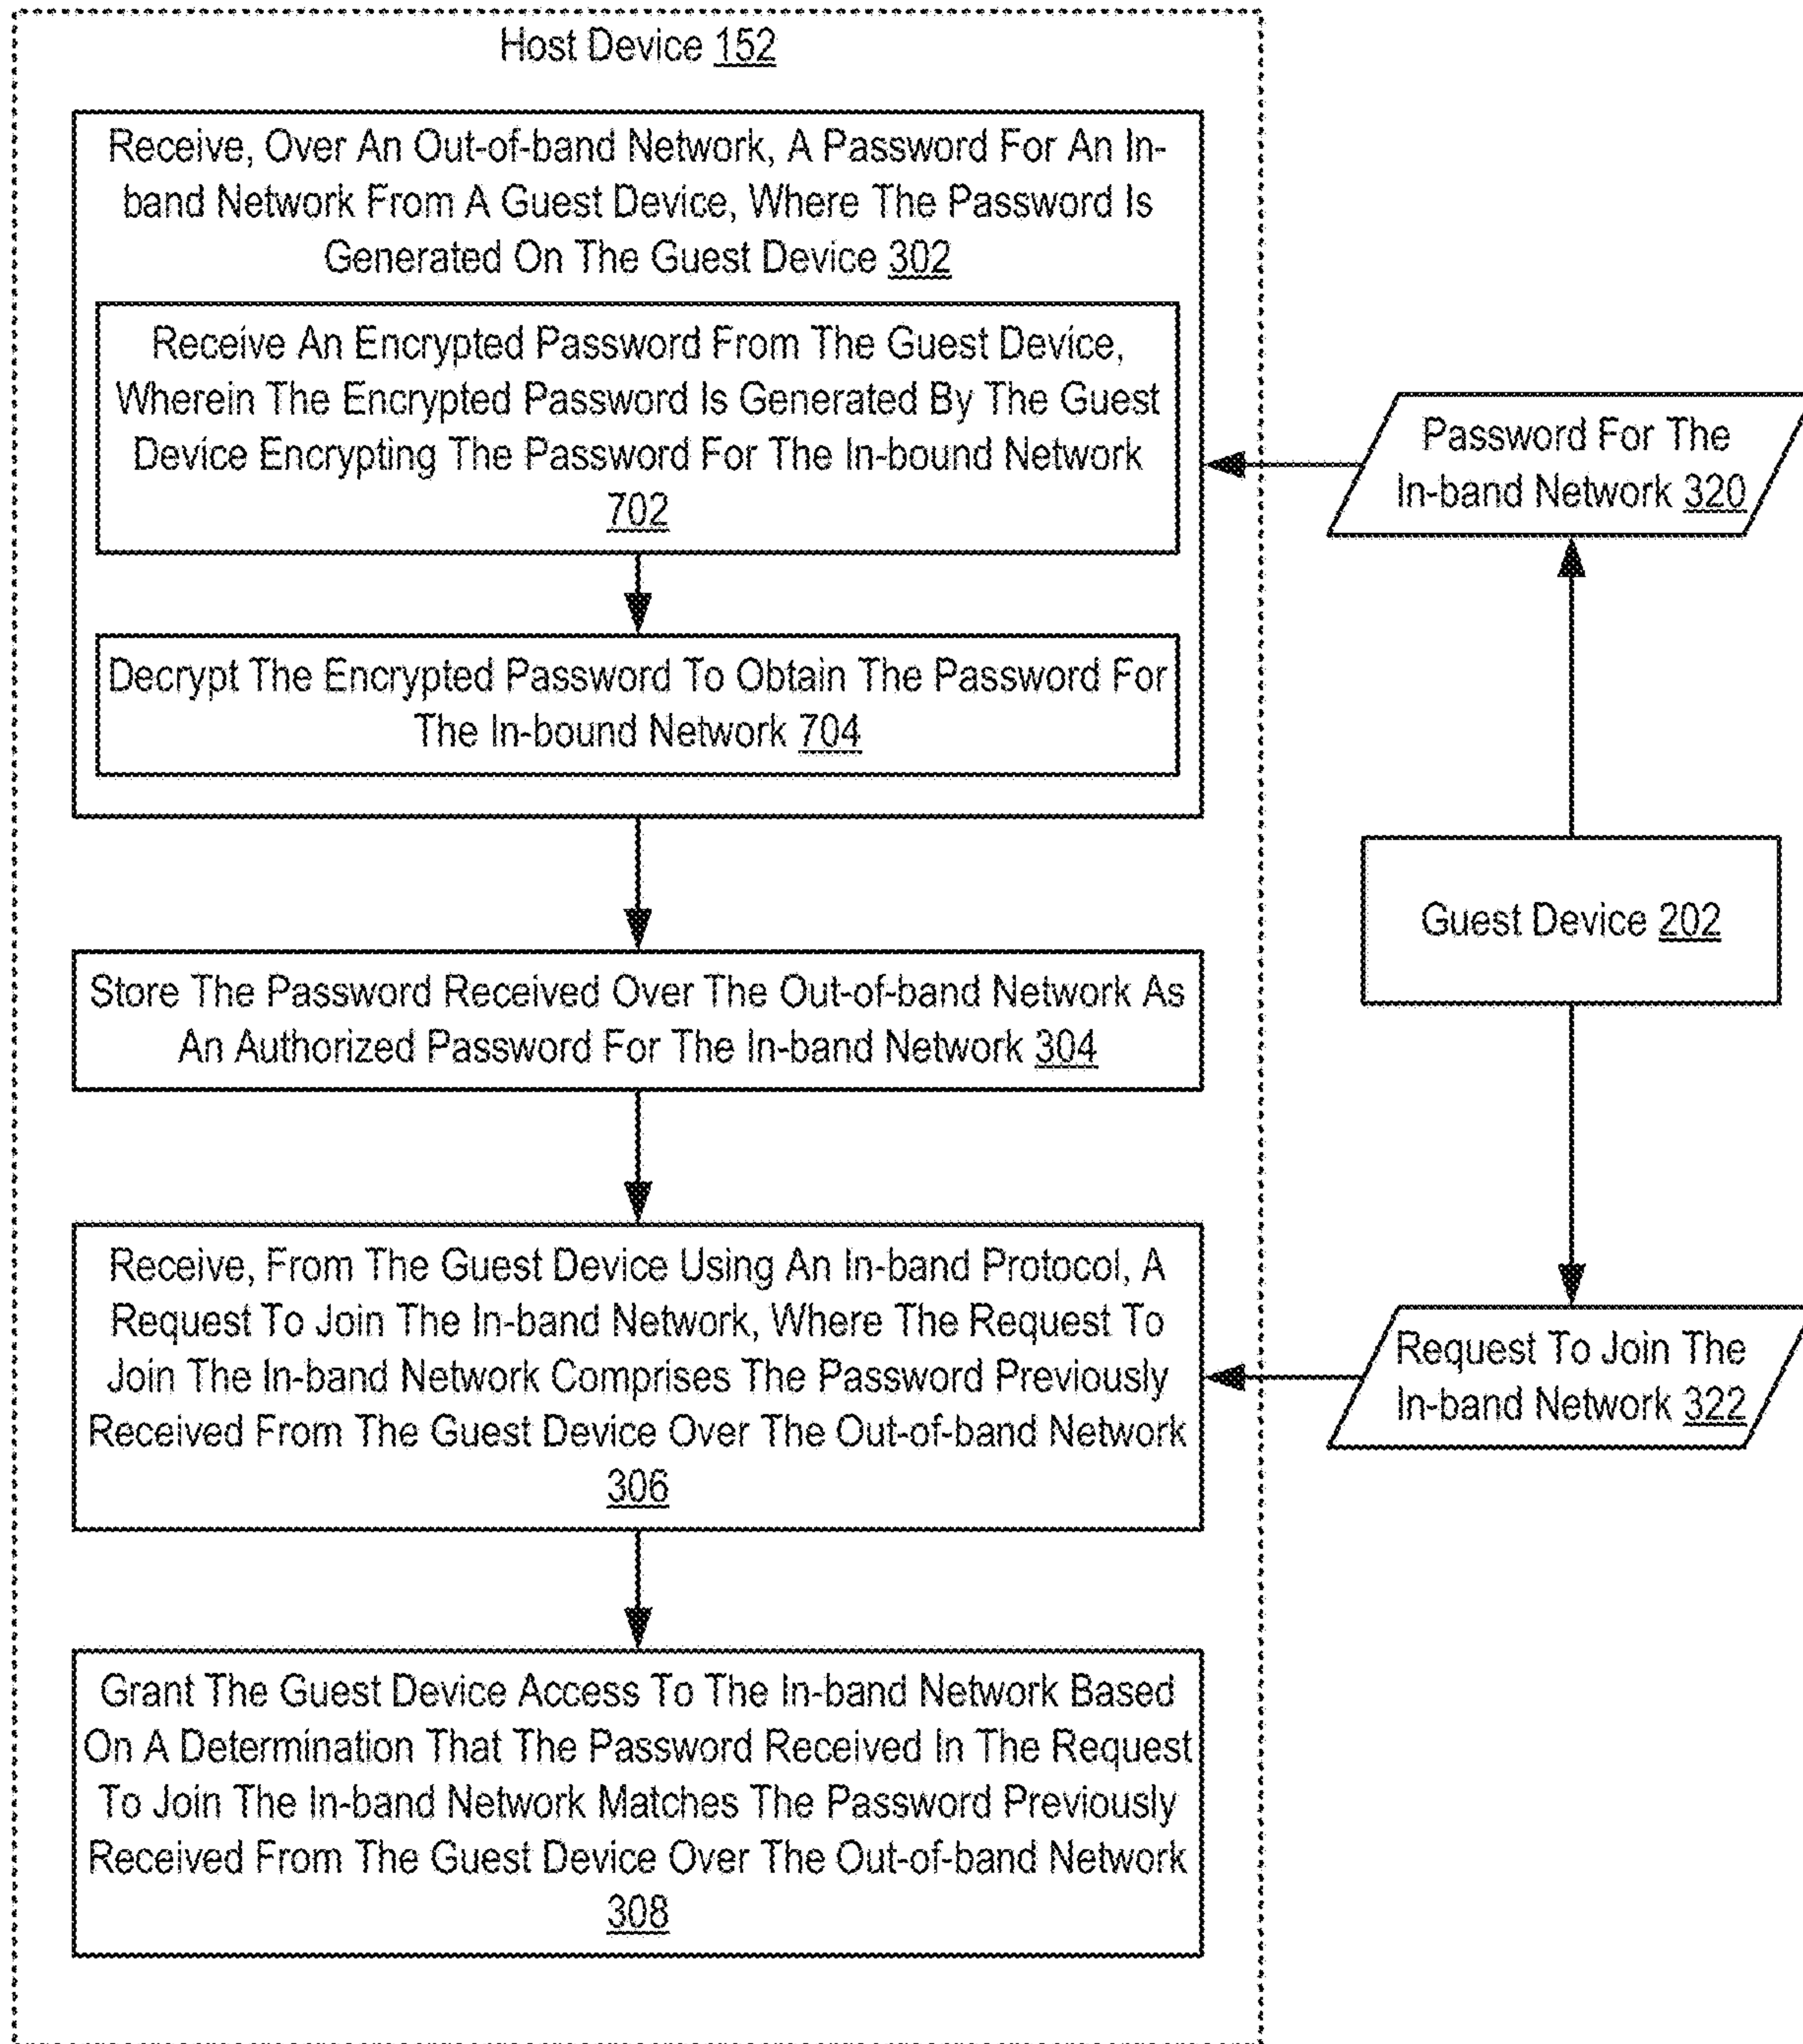 Host Device 152
Receive, Over An Out-of-band Network, A Password For An In-
band Network From A Guest Device, Where The Password Is
Generated On The Guest Device 302
Receive An Encrypted Password From The Guest Device,
Wherein The Encrypted Password Is Generated By The Guest
Device Encrypting The Password For The In-bound Network
702
Decrypt The Encrypted Password To Obtain The Password For
The In-bound Network 704
Store The Password Received Over The Out-of-band Network As
An Authorized Password For The In-band Network 304
Receive, From The Guest Device Using An In-band Protocol, A
Request To Join The In-band Network, Where The Request To
Join The In-band Network Comprises The Password Previously
Received From The Guest Device Over The Out-of-band Network
306
Grant The Guest Device Access To The In-band Network Based
On A Determination That The Password Received In The Request
To Join The In-band Network Matches The Password Previously
Received From The Guest Device Over The Out-of-band Network
308
Password For The
In-band Network 320
Guest Device 202
Request To Join The
In-band Network 322